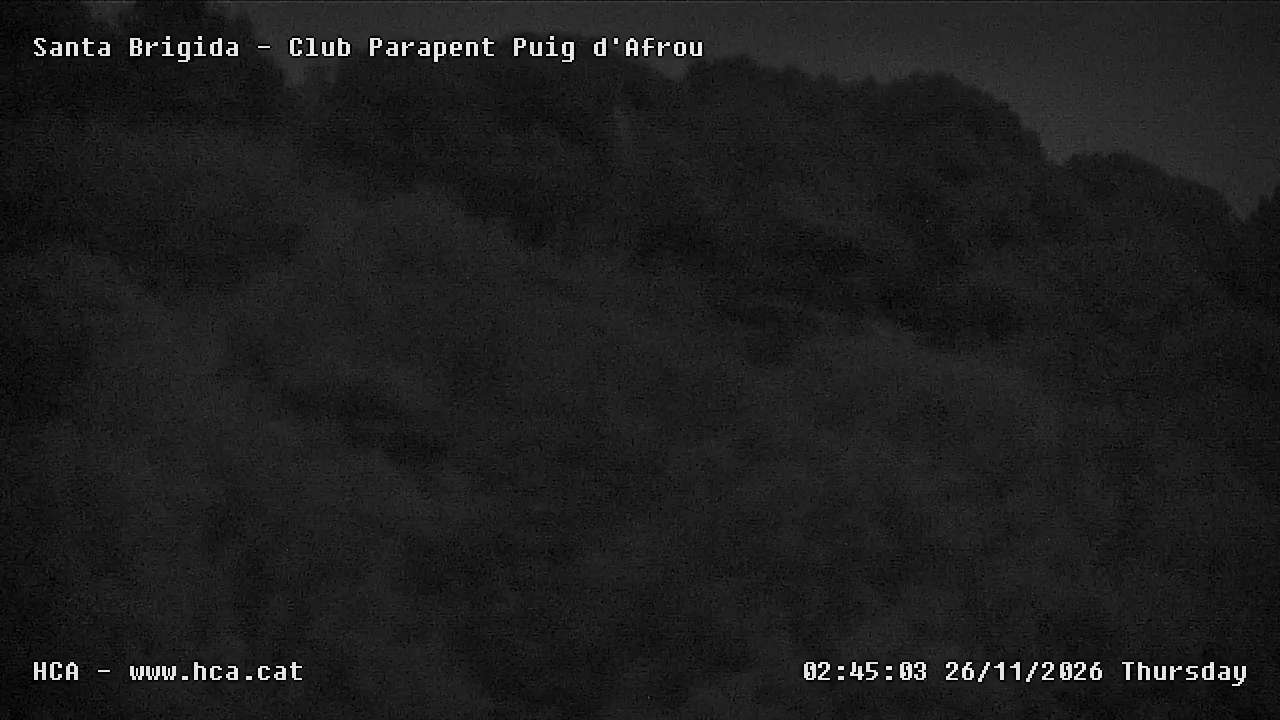 Santa Brigida - Club Parapent Puig d'Afrou
HCA - www.hca.cat
02:45:03 26/11/2026 Thursday